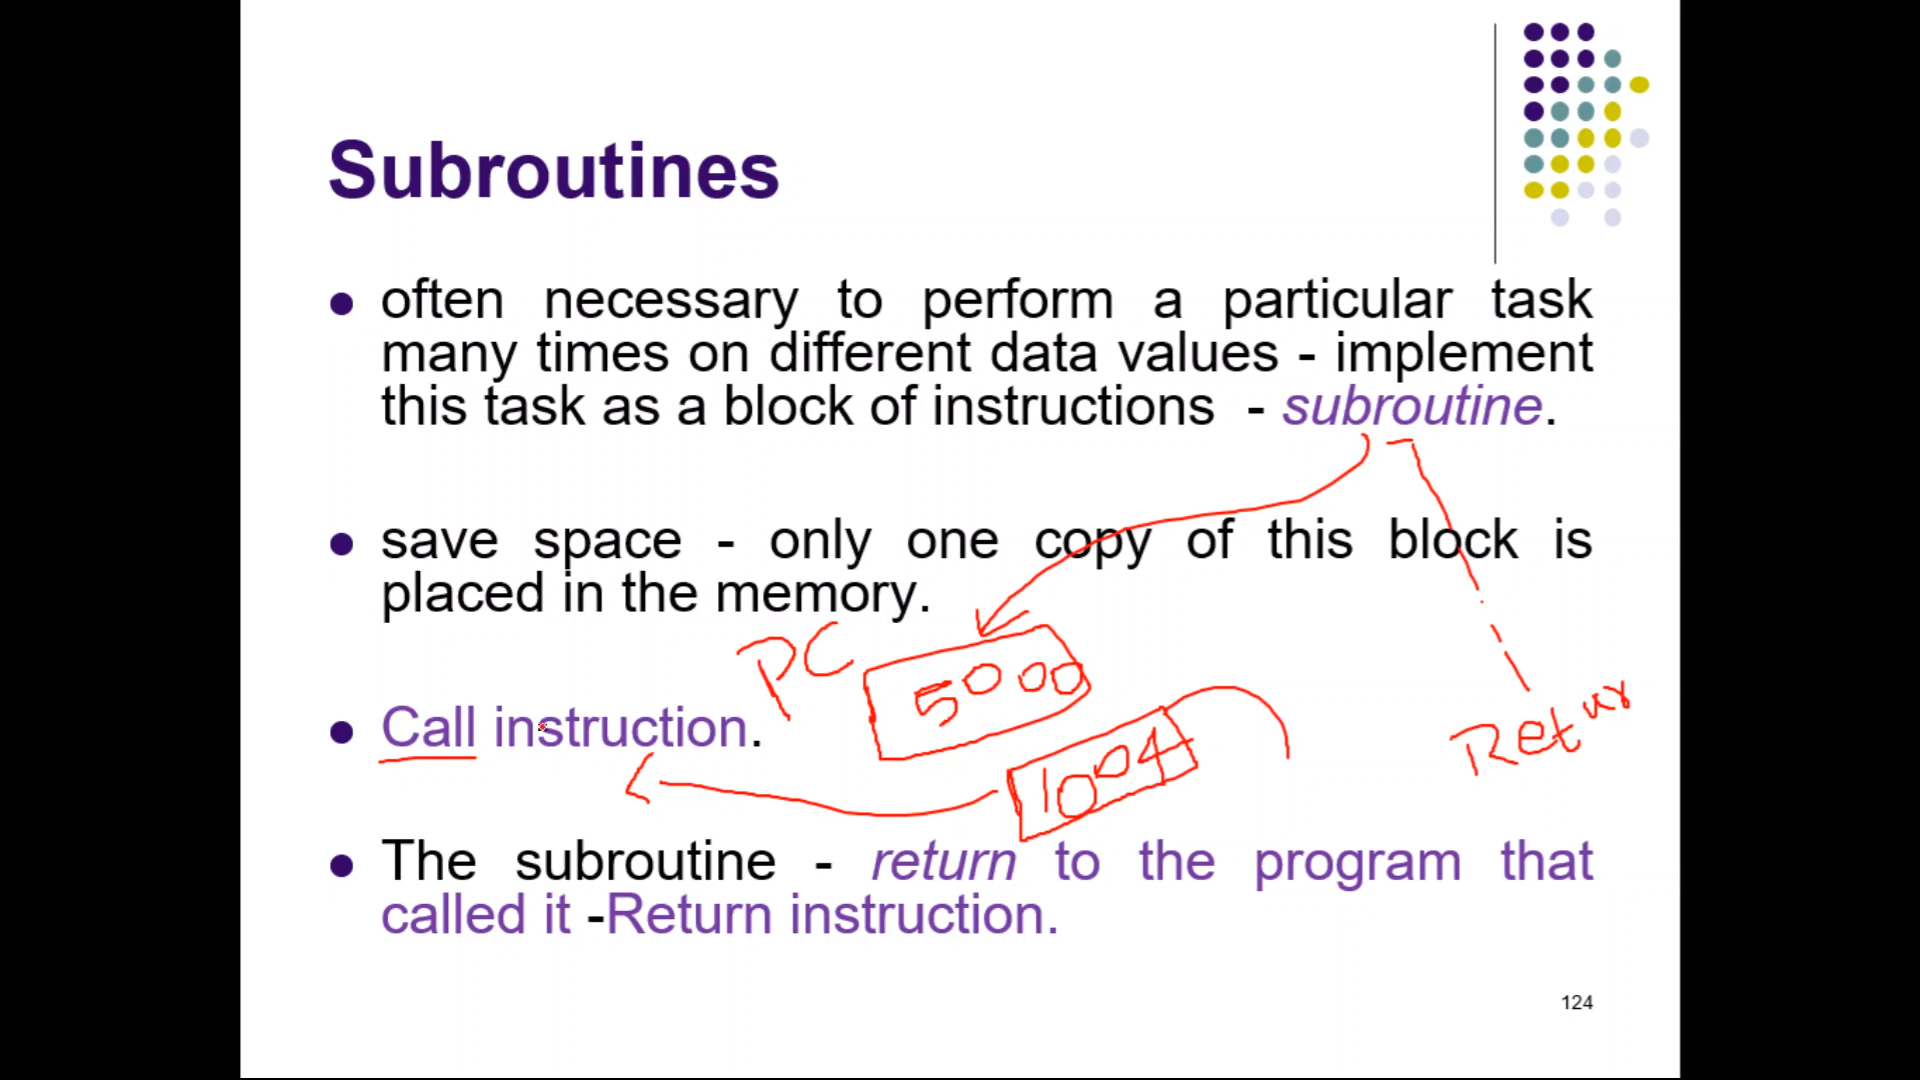 Subroutines
often necessary to perform a particular task
many times on different data values - implement
this task as a block of instructions - subroutine.
save space - only one copy of this block is
placed in the memory.
PC
5000
Call instruction.
1004
Retur
The subroutine - return to the program that
called it -Return instruction.
124